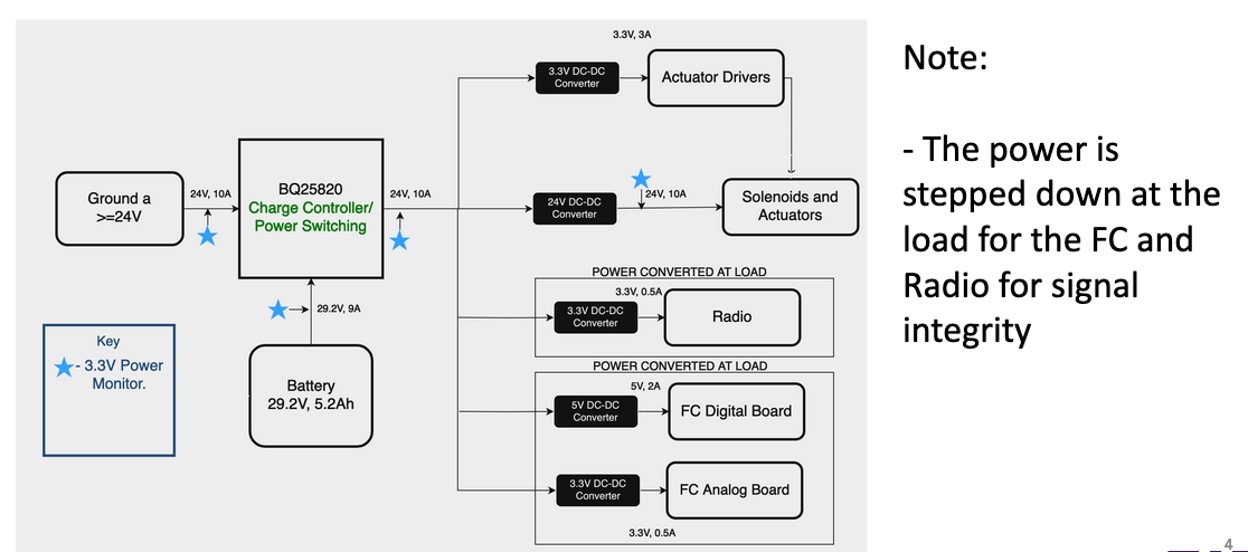 3.3V, 3A
3.3V DC-DC
Converter
Actuator Drivers
Ground a
>=24V
24V, 10A
BQ25820
Charge Controller/
Power Switching
24V, 10A
24V DC-DC
Converter
24V, 10A
Solenoids and
Actuators
29.2V, 9A
Battery
29.2V, 5.2Ah
Key
- 3.3V Power
Monitor.
POWER CONVERTED AT LOAD
3.3V, 0.5A
3.3V DC-DC
Converter
Radio
POWER CONVERTED AT LOAD
5V, 2A
5V DC-DC
Converter
FC Digital Board
3.3V DC-DC
Converter
FC Analog Board
3.3V, 0.5A
Note:
- The power is
stepped down at the
load for the FC and
Radio for signal
integrity
4